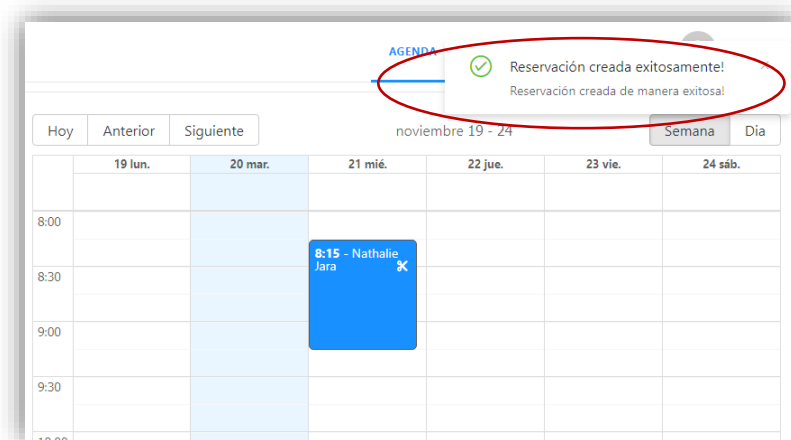 AGENDA
Reservación creada exitosamente!
Reservación creada de manera exitosa!
Hoy Anterior Siguiente noviembre 19 - 24 Semana Dia
19 lun. 20 mar. 21 mié. 22 jue. 23 vie. 24 sáb.
8:00
8:15 - Nathalie
Jara
8:30
9:00
9:30
10:00